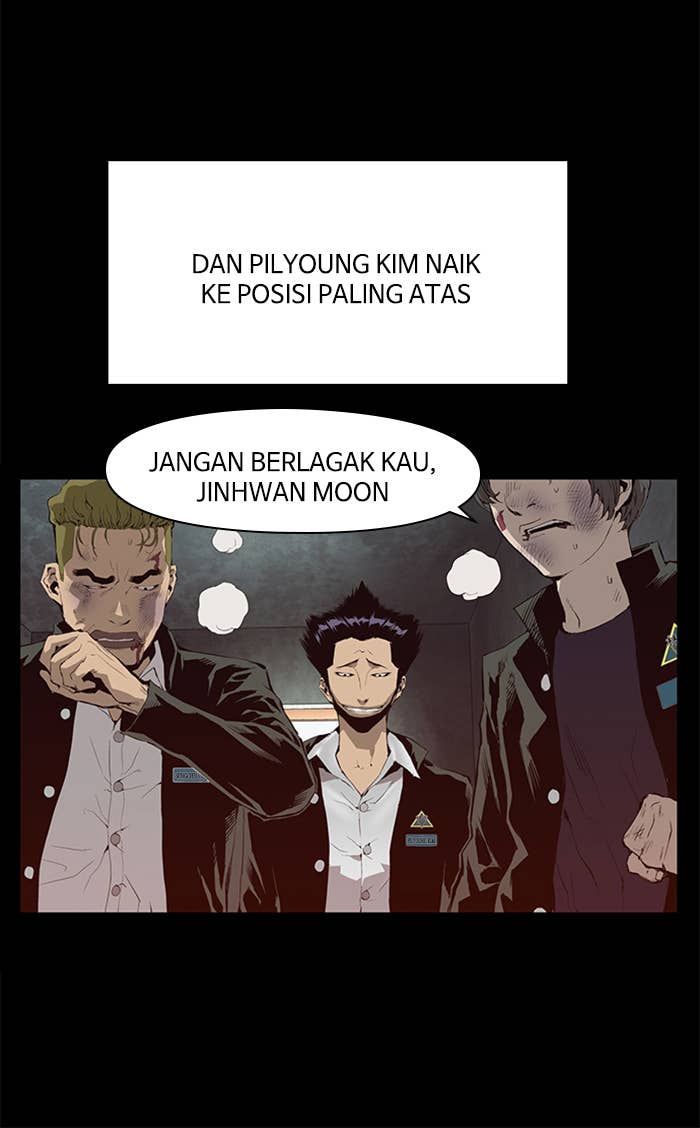 DAN PILYOUNG KIM NAIK
KE POSISI PALING ATAS
JANGAN BERLAGAK KAU,
JINHWAN MOON